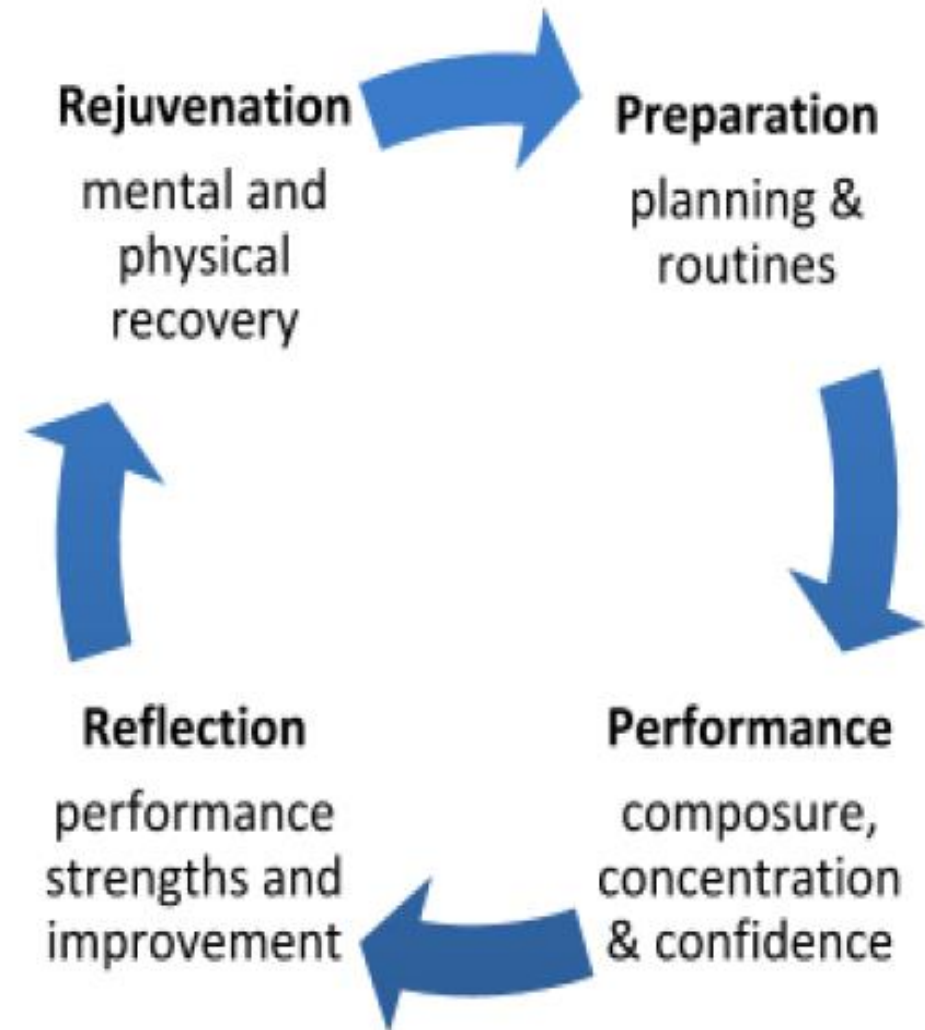 Rejuvenation
mental and
physical
recovery
Preparation
planning &
routines
Performance
composure,
concentration
& confidence
Reflection
performance
strengths and
improvement